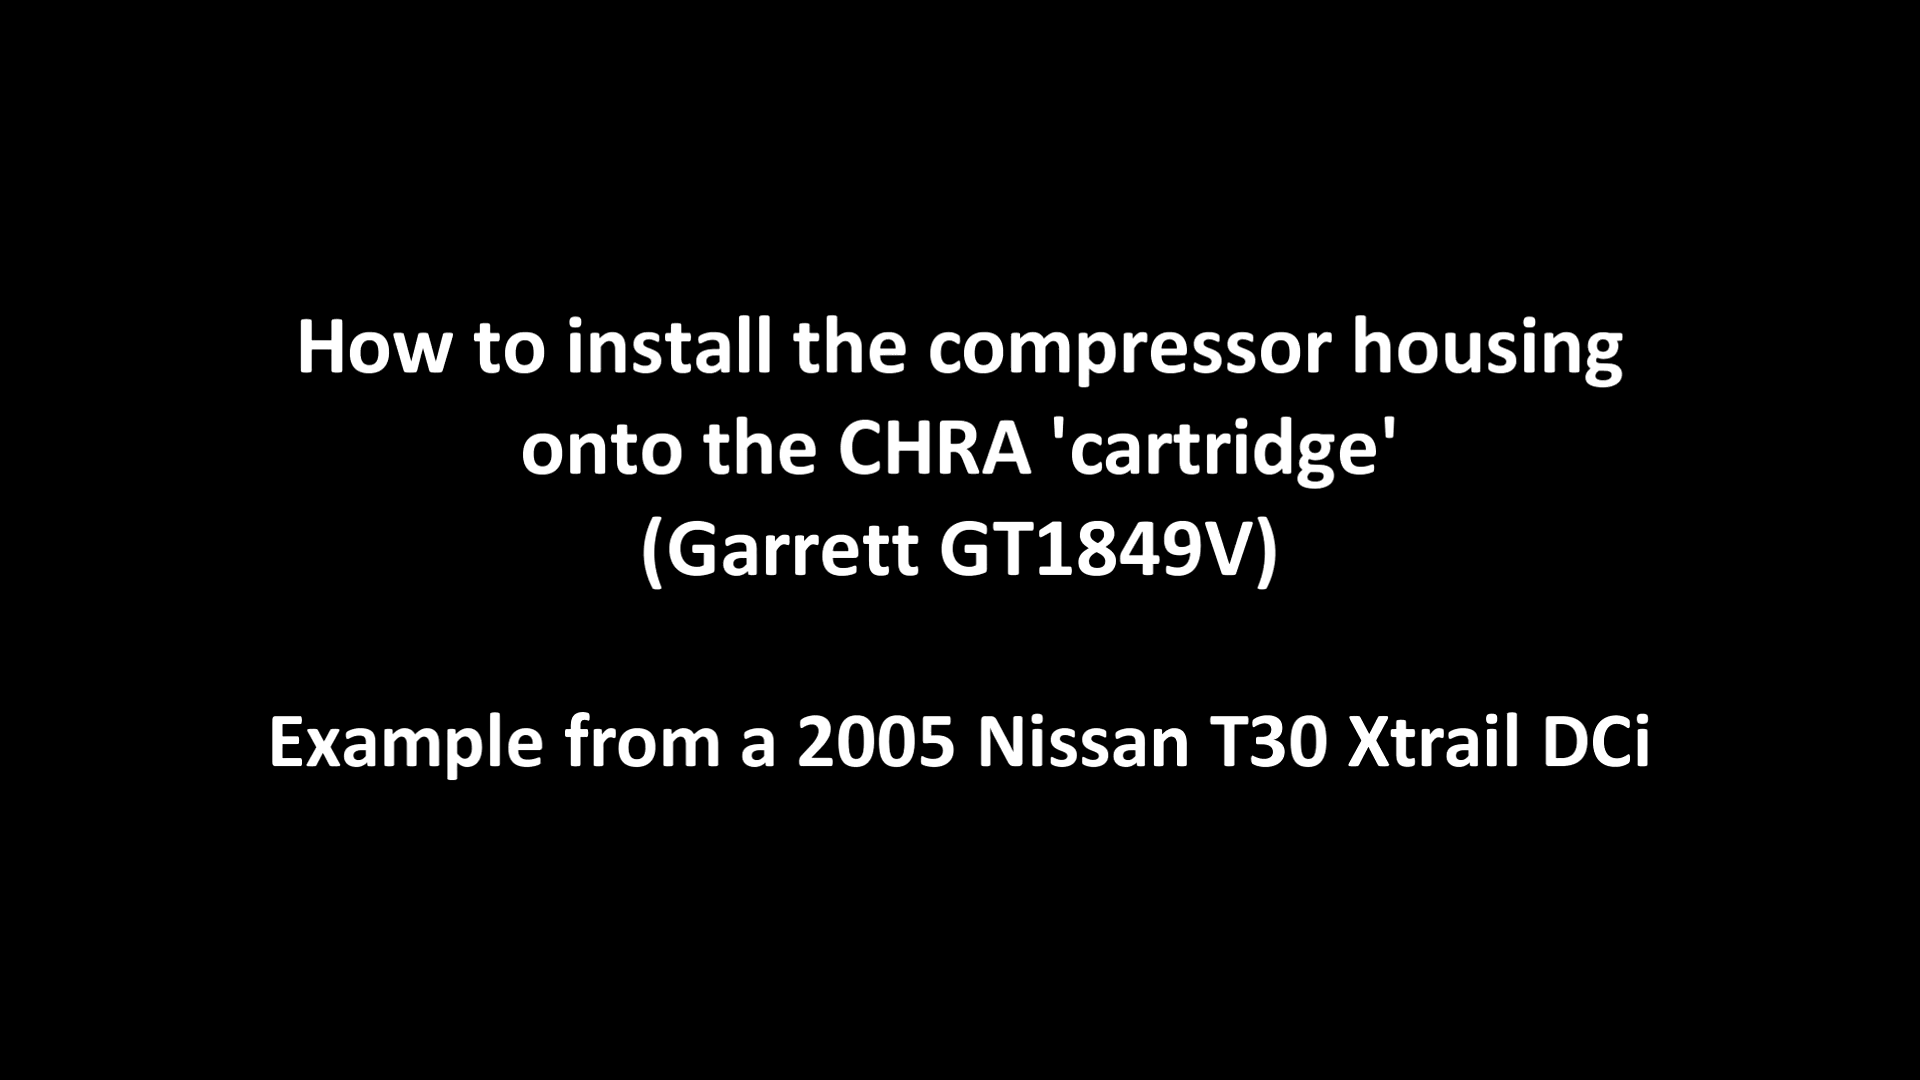 How to install the compressor housing
onto the CHRA 'cartridge'
(Garrett GT1849V)
Example from a 2005 Nissan T30 Xtrail DCi